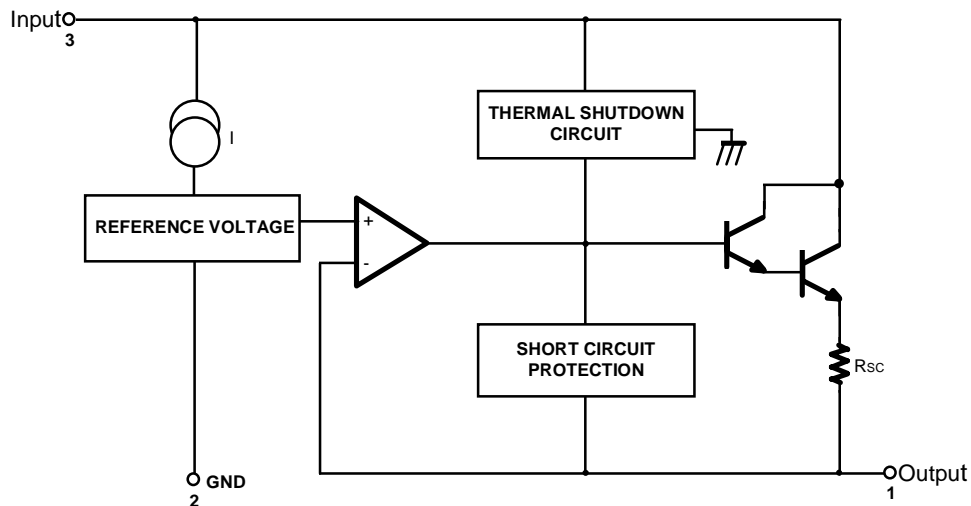 Input
3
THERMAL SHUTDOWN
CIRCUIT
I
REFERENCE VOLTAGE
+
-
SHORT CIRCUIT
PROTECTION
RSC
GND
2
Output
1